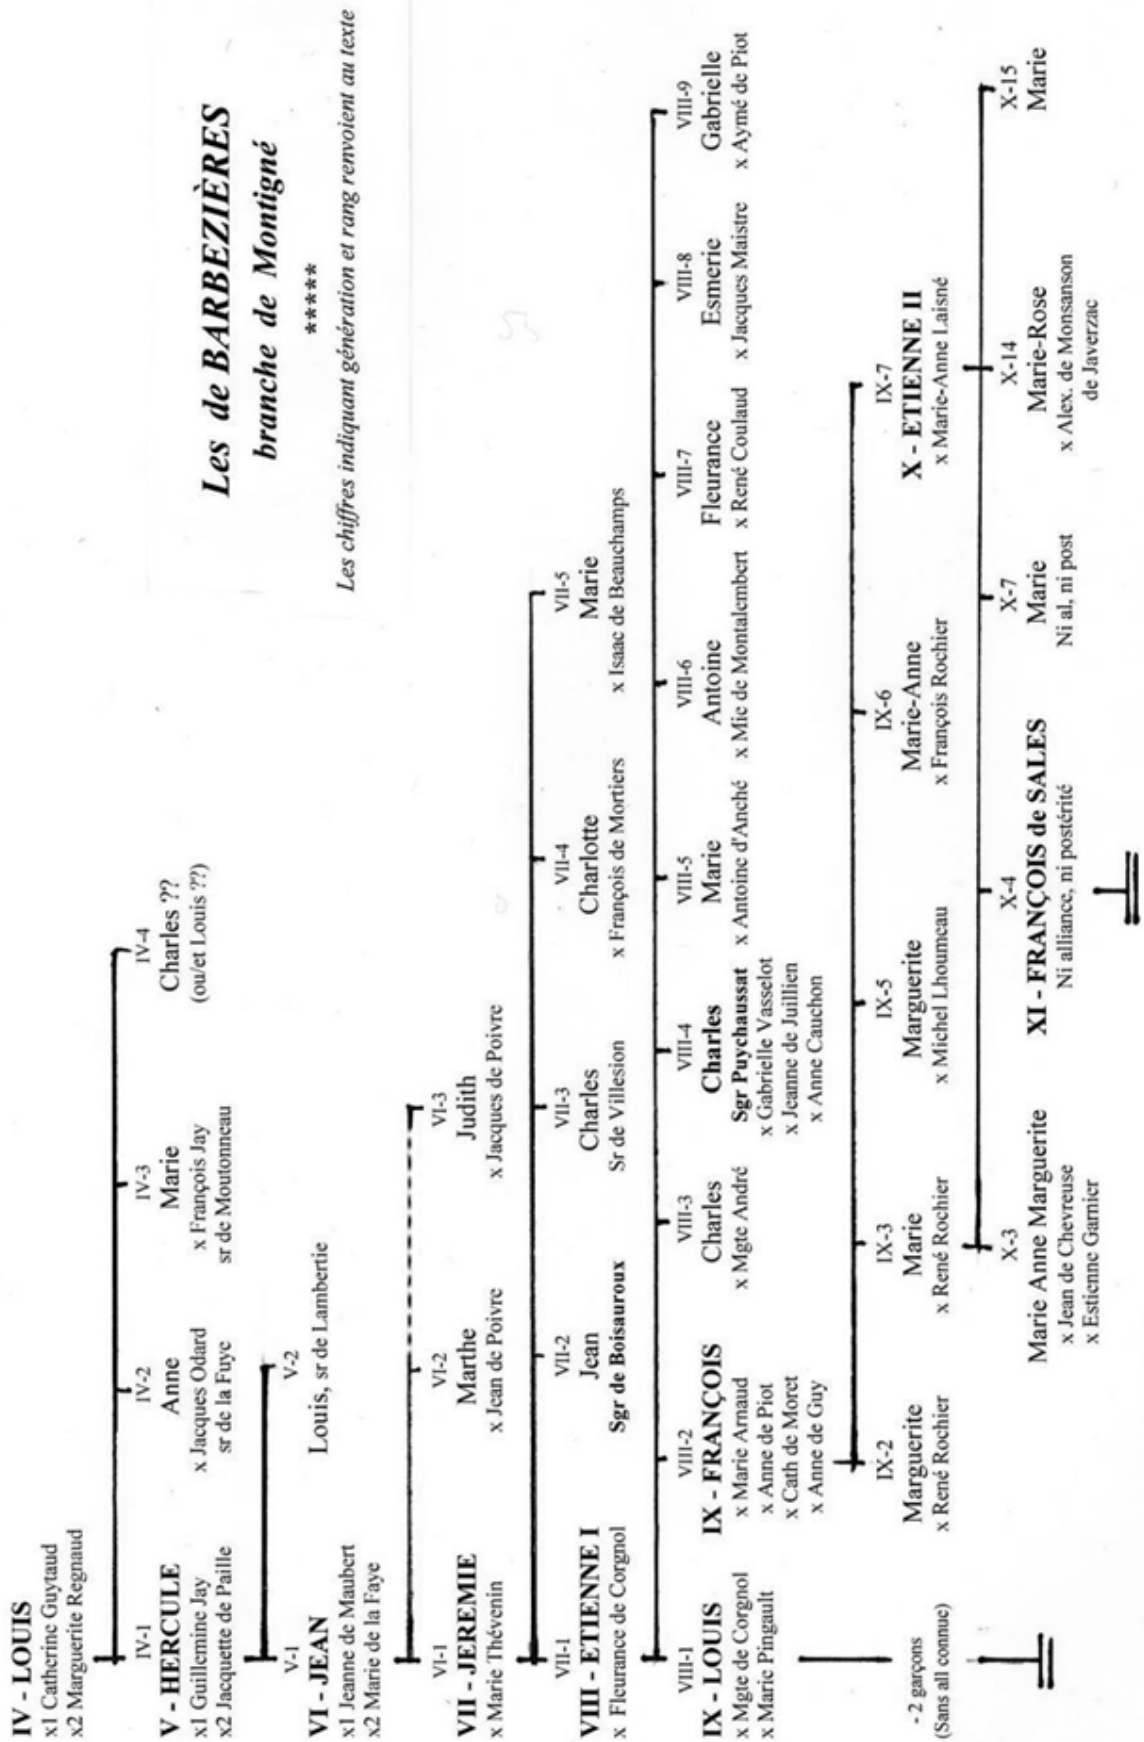 Les de BARBEZIÈRES
branche de Montigné
*****
Les chiffres indiquant génération et rang renvoient au texte
IV - LOUIS
x1 Catherine Guytaud
x2 Marguerite Regnaud
IV-1
V - HERCULE
x1 Guillemine Jay
x2 Jacquette de Paille
IV-2
Anne
x Jacques Odard
sr de la Fuye
IV-3
Marie
x François Jay
sr de Moutonneau
IV-4
Charles ??
(ou/et Louis ??)
V-1
VI - JEAN
x1 Jeanne de Maubert
x2 Marie de la Faye
V-2
Louis, sr de Lambertie
VI-1
VII - JEREMIE
x Marie Thévenin
VI-2
Marthe
x Jean de Poivre
VI-3
Judith
x Jacques de Poivre
VII-1
VIII - ETIENNE I
x Fleurance de Corgnol
VII-2
Jean
Sgr de Boisauroux
VII-3
Charles
Sr de Villesion
VII-4
Charlotte
x François de Mortiers
VII-5
Marie
x Isaac de Beauchamps
VIII-1
IX - LOUIS
x Mgte de Corgnol
x Marie Pingault
VIII-2
IX - FRANÇOIS
x Marie Arnaud
x Anne de Piot
x Cath de Moret
x Anne de Guy
VIII-3
Charles
x Mgte André
VIII-4
Charles
Sgr Puychaussat
x Gabrielle Vasselot
x Jeanne de Juillien
x Anne Cauchon
VIII-5
Marie
x Antoine d'Anché
VIII-6
Antoine
x Mie de Montalembert
VIII-7
Fleurance
x René Coulaud
VIII-8
Esmerie
x Jacques Maistre
VIII-9
Gabrielle
x Aymé de Piot
- 2 garçons
(Sans all connue)
IX-2
Marguerite
x René Rochier
IX-3
Marie
x René Rochier
IX-5
Marguerite
x Michel Lhoumeau
IX-6
Marie-Anne
x François Rochier
IX-7
X - ETIENNE II
x Marie-Anne Laisné
X-3
Marie Anne Marguerite
x Jean de Chevreuse
x Estienne Garnier
X-4
XI - FRANÇOIS de SALES
Ni alliance, ni postérité
X-7
Marie
Ni al, ni post
X-14
Marie-Rose
x Alex. de Monsanson
de Javerzac
X-15
Marie